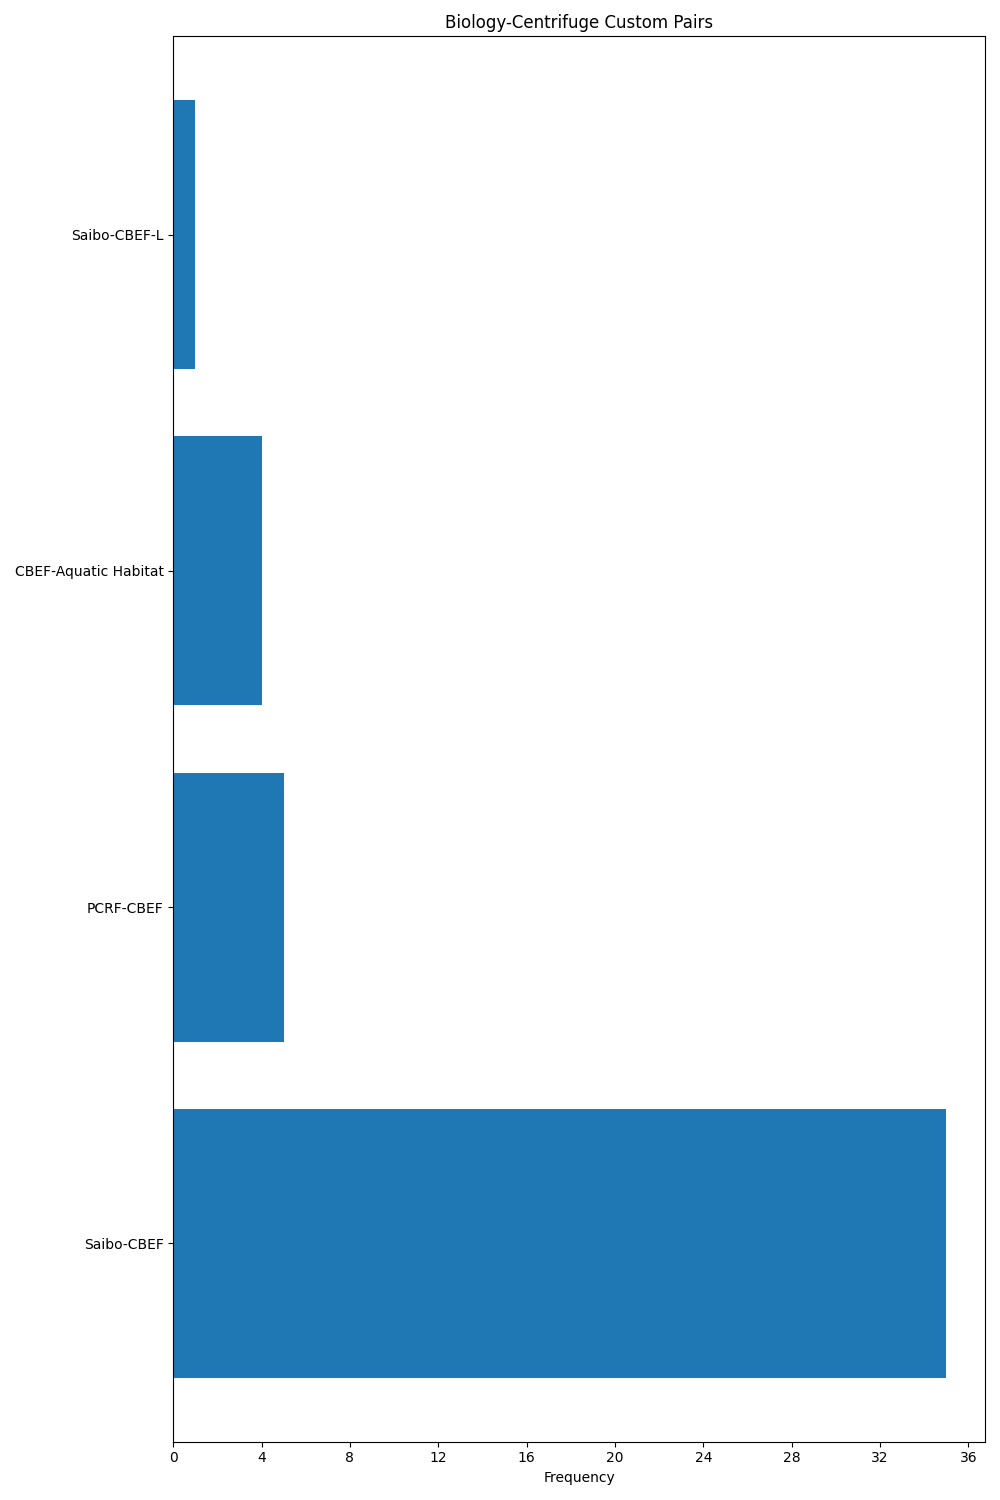 Biology-Centrifuge Custom Pairs
Saibo-CBEF-L
CBEF-Aquatic Habitat
PCRF-CBEF
Saibo-CBEF
0 4 8 12 16 20 24 28 32 36
Frequency